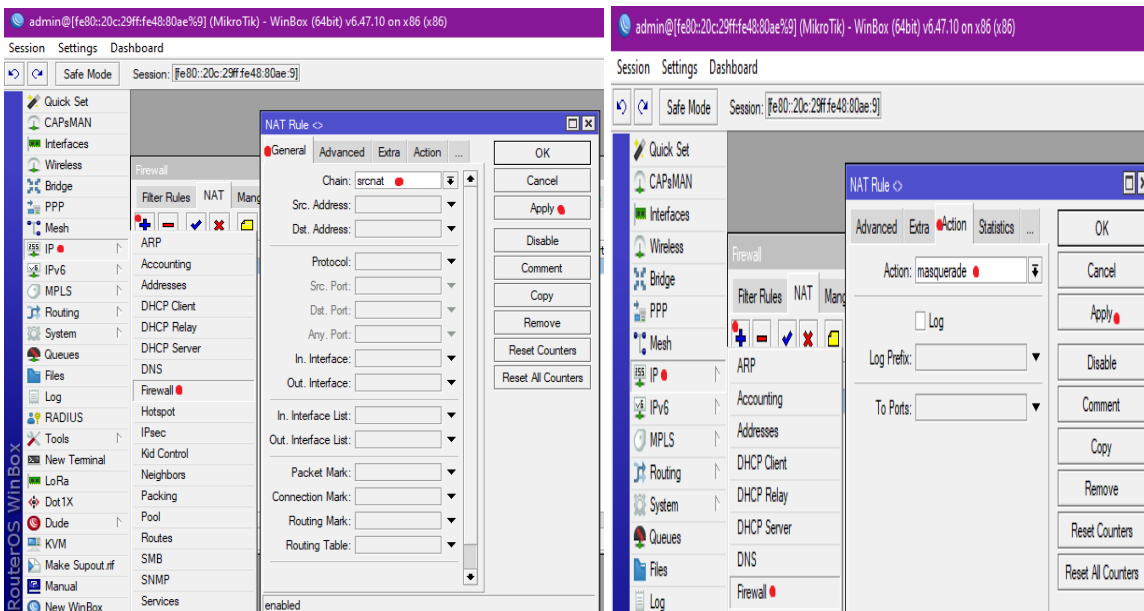 admin@[fe80::20c:29ff:fe48:80ae%9] (MikroTik) - WinBox (64bit) v6.47.10 on x86 (x86)
Session Settings Dashboard
Safe Mode Session: [fe80::20c:29ff:fe48:80ae:9]
Quick Set
CAPsMAN
Interfaces
Wireless
Bridge
PPP
Mesh
IP
IPv6
MPLS
Routing
System
Queues
Files
Log
RADIUS
Tools
New Terminal
LoRa
Dot1X
Dude
KVM
Make Supout.rif
Manual
New WinBox
RouterOS WinBox
Firewall
Filter Rules NAT Mang
ARP
Accounting
Addresses
DHCP Client
DHCP Relay
DHCP Server
DNS
Firewall
Hotspot
IPsec
Kid Control
Neighbors
Packing
Pool
Routes
SMB
SNMP
Services
NAT Rule <>
General Advanced Extra Action ...
Chain: srcnat
Src. Address:
Dst. Address:
Protocol:
Src. Port:
Dst. Port:
Any. Port:
In. Interface:
Out. Interface:
In. Interface List:
Out. Interface List:
Packet Mark:
Connection Mark:
Routing Mark:
Routing Table:
enabled
OK
Cancel
Apply
Disable
Comment
Copy
Remove
Reset Counters
Reset All Counters
admin@[fe80::20c:29ff:fe48:80ae%9] (MikroTik) - WinBox (64bit) v6.47.10 on x86 (x86)
Session Settings Dashboard
Safe Mode Session: [fe80::20c:29ff:fe48:80ae:9]
Quick Set
CAPsMAN
Interfaces
Wireless
Bridge
PPP
Mesh
IP
IPv6
MPLS
Routing
System
Queues
Files
Log
Firewall
Filter Rules NAT Mang
ARP
Accounting
Addresses
DHCP Client
DHCP Relay
DHCP Server
DNS
Firewall
NAT Rule <>
Advanced Extra Action Statistics ...
Action: masquerade
Log
Log Prefix:
To Ports:
OK
Cancel
Apply
Disable
Comment
Copy
Remove
Reset Counters
Reset All Counters